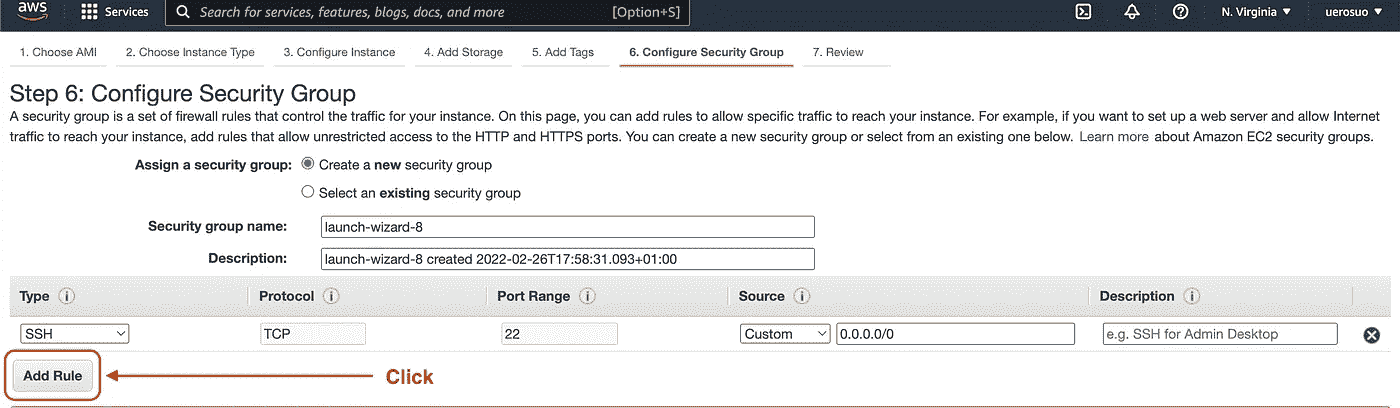 aws Services Search for services, features, blogs, docs, and more [Option+S] N. Virginia uerosuo
1. Choose AMI 2. Choose Instance Type 3. Configure Instance 4. Add Storage 5. Add Tags 6. Configure Security Group 7. Review
Step 6: Configure Security Group
A security group is a set of firewall rules that control the traffic for your instance. On this page, you can add rules to allow specific traffic to reach your instance. For example, if you want to set up a web server and allow Internet
traffic to reach your instance, add rules that allow unrestricted access to the HTTP and HTTPS ports. You can create a new security group or select from an existing one below. Learn more about Amazon EC2 security groups.
Assign a security group: Create a new security group
Select an existing security group
Security group name: launch-wizard-8
Description: launch-wizard-8 created 2022-02-26T17:58:31.093+01:00
Type Protocol Port Range Source Description
SSH TCP 22 Custom 0.0.0.0/0 e.g. SSH for Admin Desktop
Add Rule Click